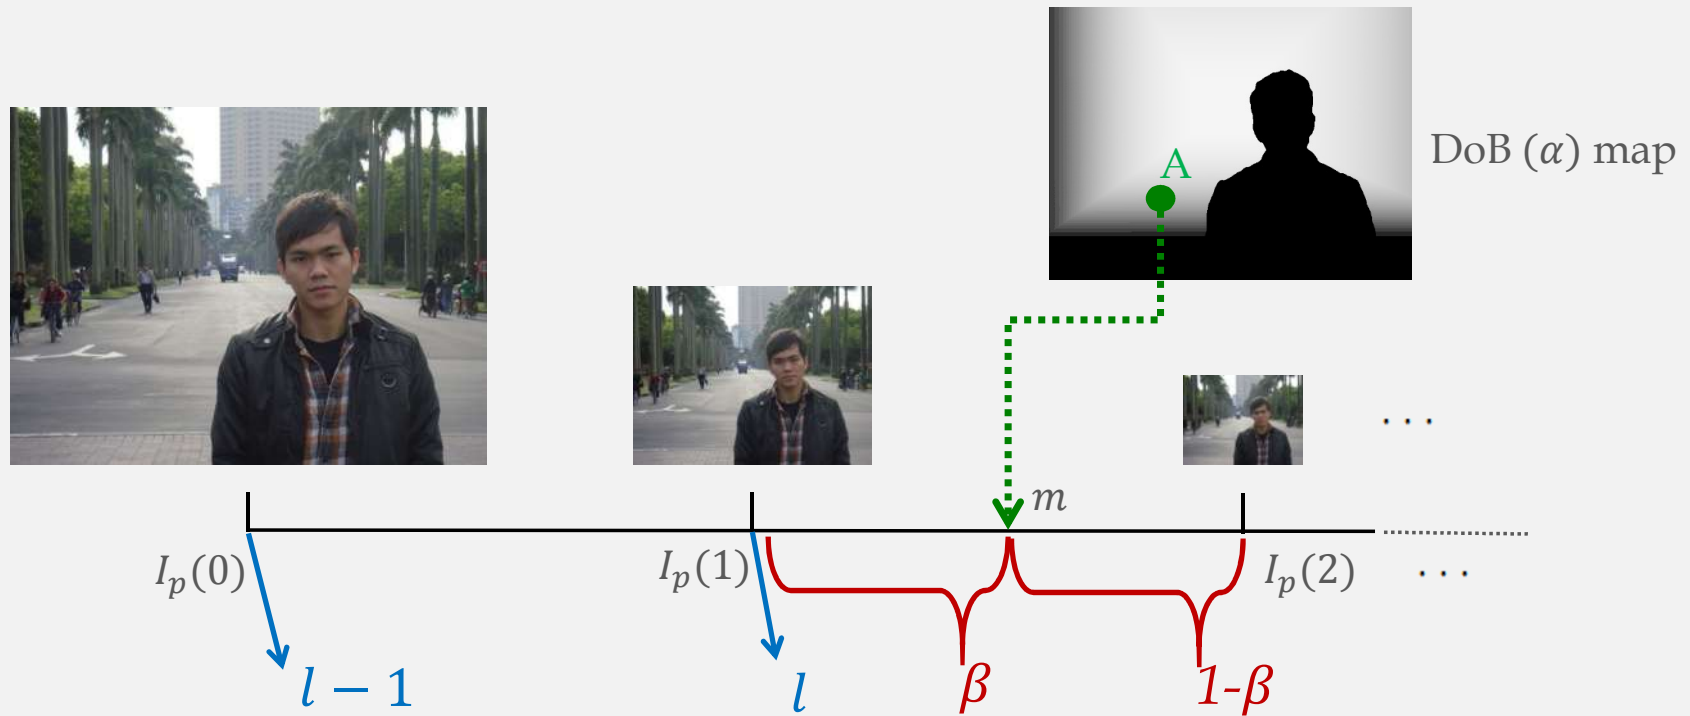 A
DoB (α) map
. . .
m
I_p(0)
I_p(1)
I_p(2)
. . .
l − 1
l
β
1-β